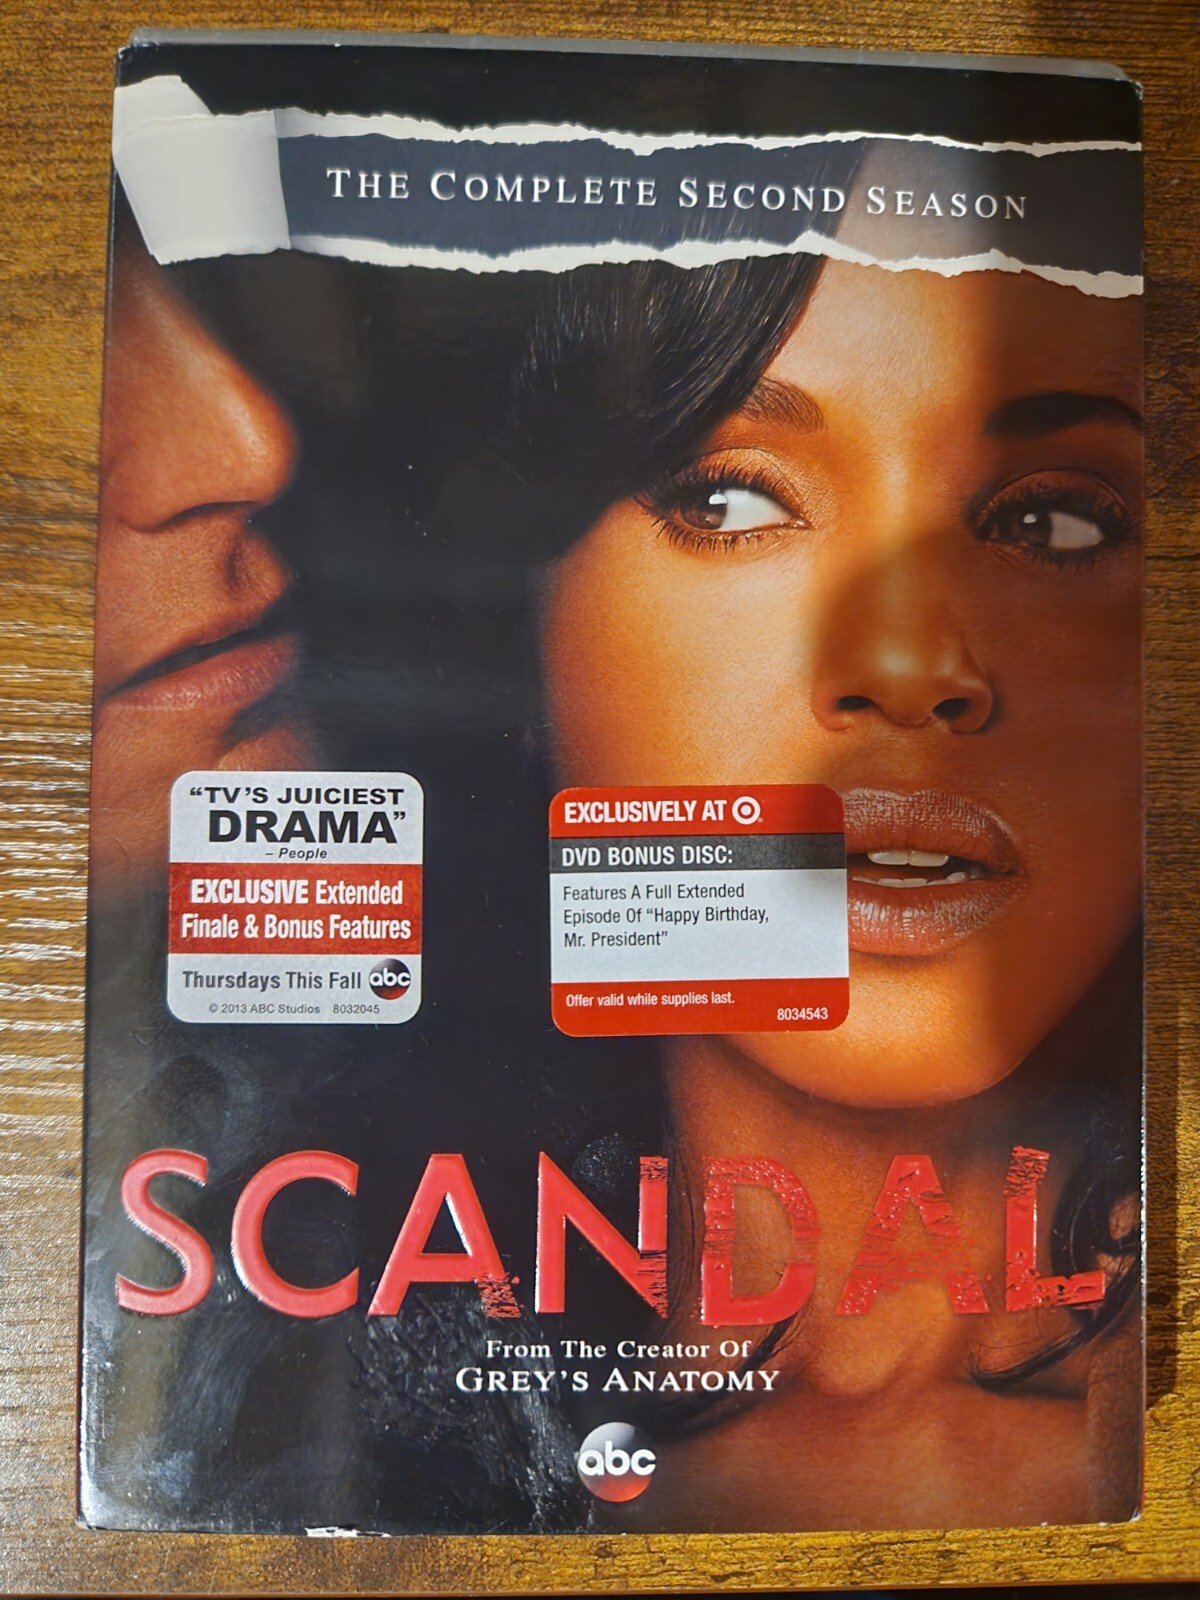 THE COMPLETE SECOND SEASON
"TV'S JUICIEST
DRAMA"
– People
EXCLUSIVE Extended
Finale & Bonus Features
Thursdays This Fall abc
© 2013 ABC Studios 8032045
EXCLUSIVELY AT
DVD BONUS DISC:
Features A Full Extended
Episode Of "Happy Birthday,
Mr. President"
Offer valid while supplies last.
8034543
SCANDAL
From The Creator Of
GREY'S ANATOMY
abc